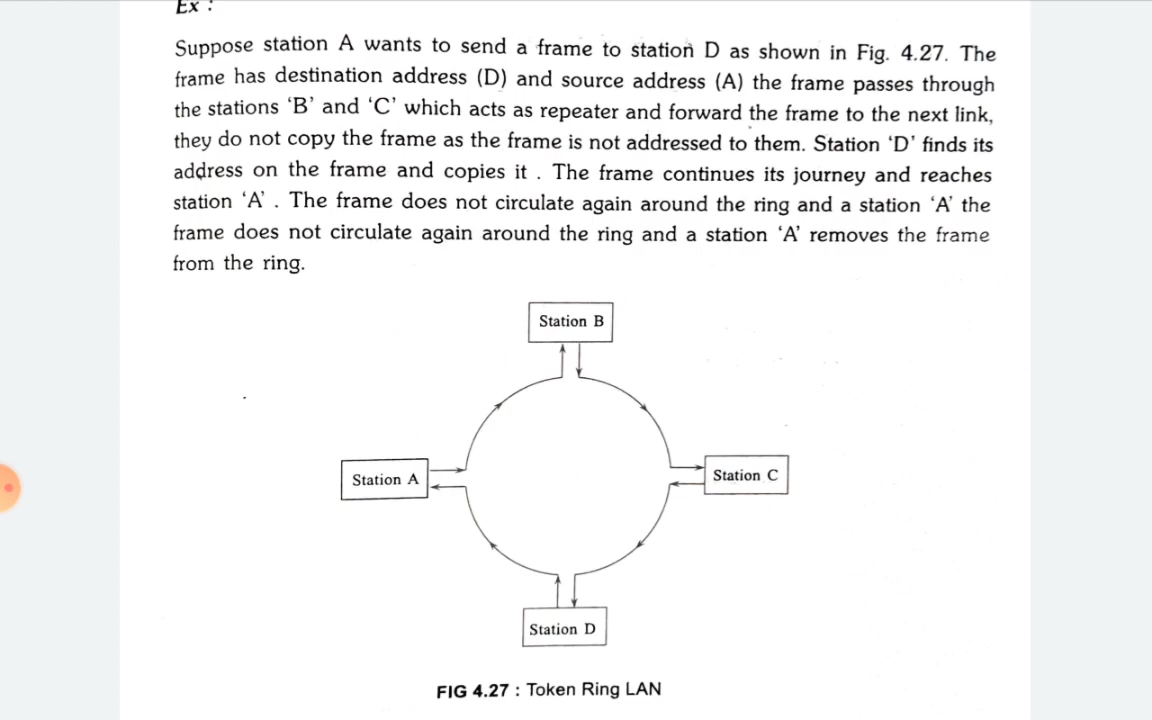 Ex :
Suppose station A wants to send a frame to station D as shown in Fig. 4.27. The
frame has destination address (D) and source address (A) the frame passes through
the stations 'B' and 'C' which acts as repeater and forward the frame to the next link,
they do not copy the frame as the frame is not addressed to them. Station 'D' finds its
address on the frame and copies it . The frame continues its journey and reaches
station 'A' . The frame does not circulate again around the ring and a station 'A' the
frame does not circulate again around the ring and a station 'A' removes the frame
from the ring.
Station B
Station A
Station C
Station D
FIG 4.27 : Token Ring LAN